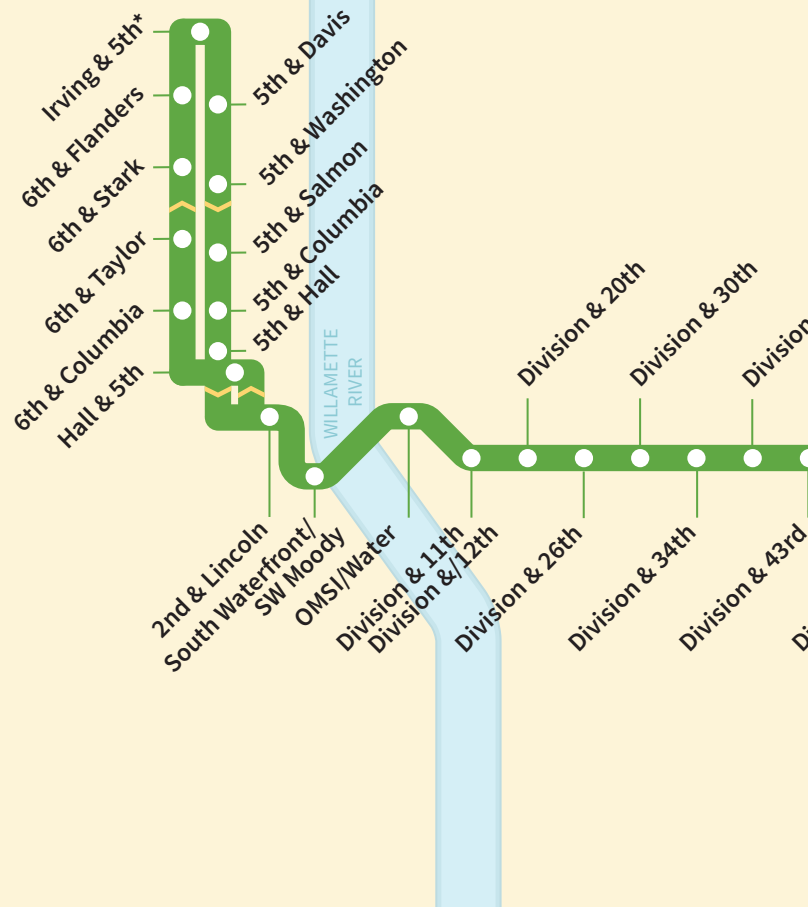 Irving & 5th*
6th & Flanders
6th & Stark
6th & Taylor
6th & Columbia
Hall & 5th
5th & Davis
5th & Washington
5th & Salmon
5th & Columbia
5th & Hall
WILLAMETTE
RIVER
Division & 20th
Division & 30th
Division
2nd & Lincoln
South Waterfront/
SW Moody
OMSI/Water
Division & 11th
Division &/12th
Division & 26th
Division & 34th
Division & 43rd
Di